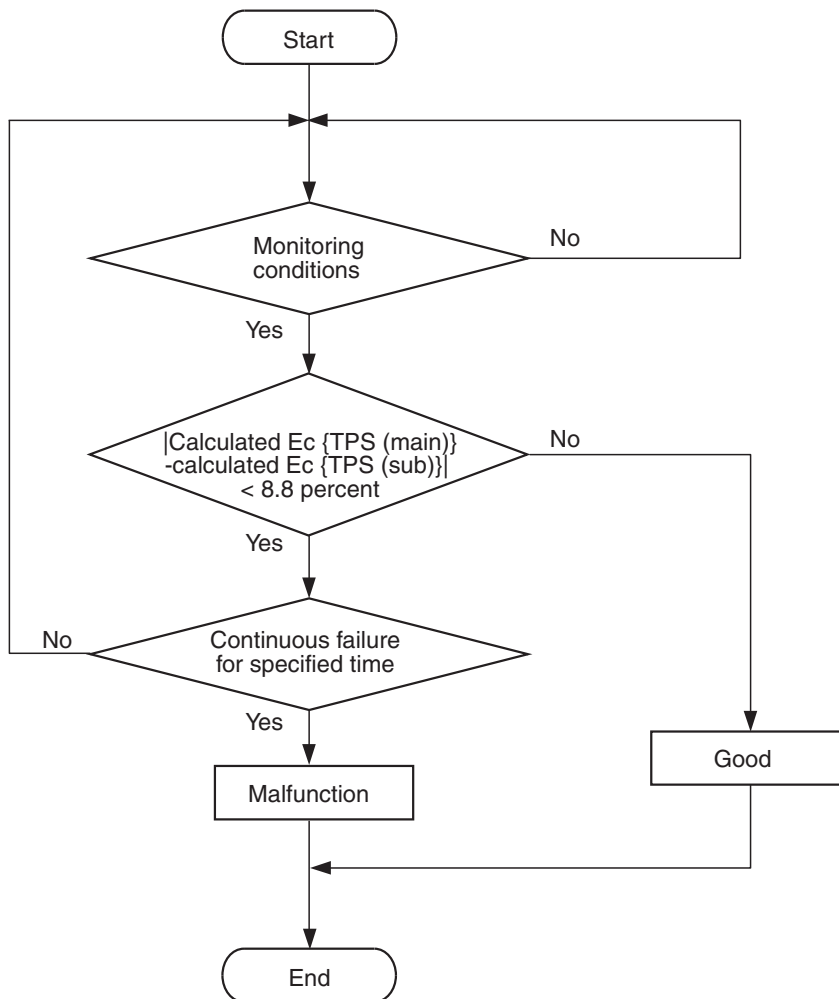 Start
Monitoring
conditions
No
Yes
|Calculated Ec {TPS (main)}
-calculated Ec {TPS (sub)}|
< 8.8 percent
No
Yes
Continuous failure
for specified time
No
Yes
Malfunction
Good
End